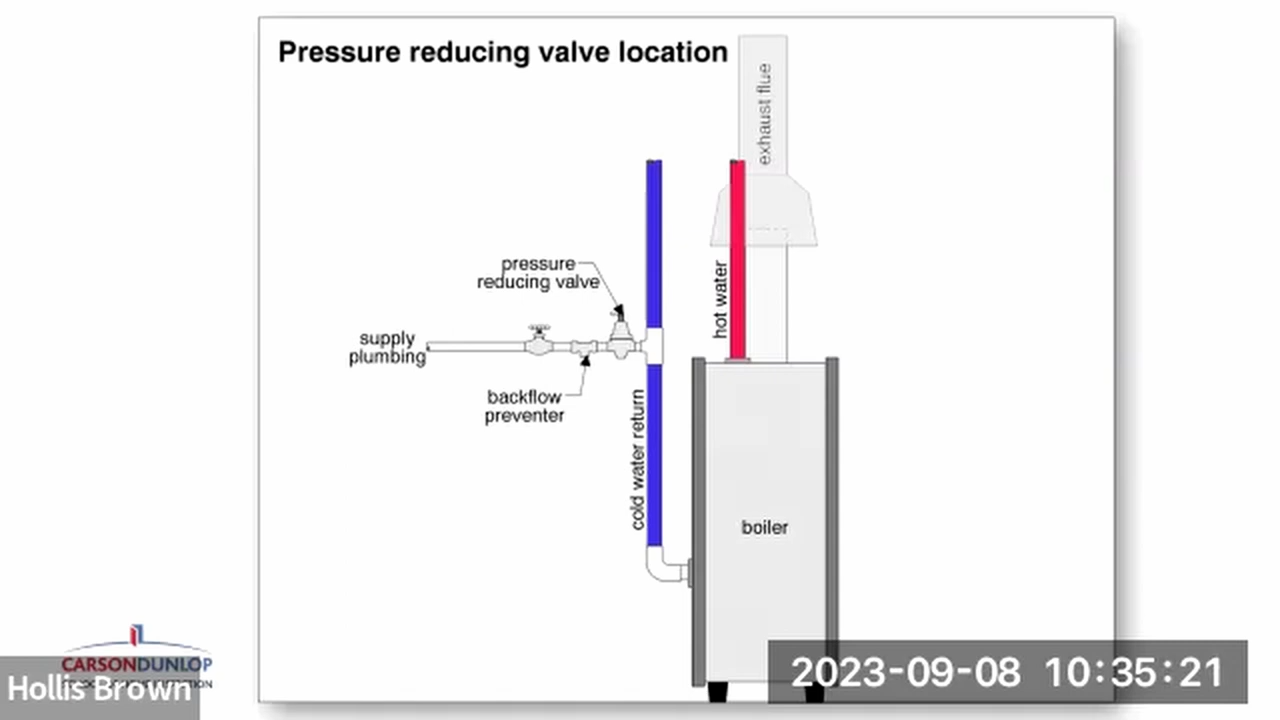 Pressure reducing valve location
exhaust flue
pressure
reducing valve
hot water
supply
plumbing
backflow
preventer
cold water return
boiler
CARSONDUNLOP
Hollis Brown
2023-09-08 10:35:21